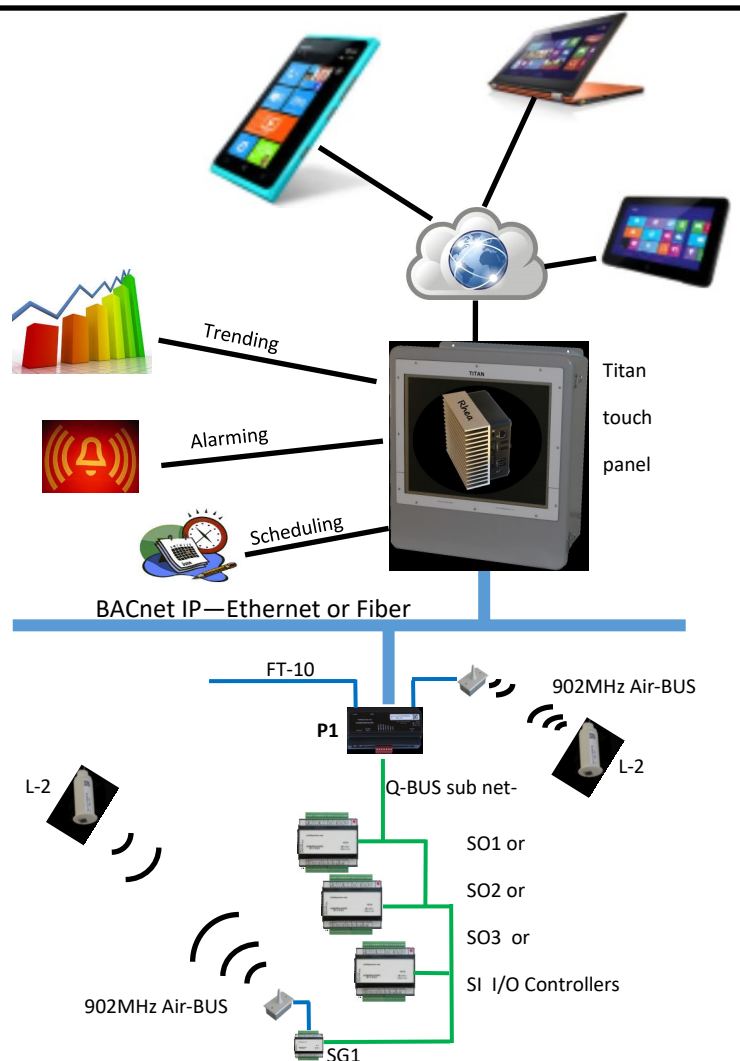 Trending
Alarming
Scheduling
TITAN
Rhea
Titan
touch
panel
BACnet IP—Ethernet or Fiber
FT-10
902MHz Air-BUS
P1
L-2
L-2
Q-BUS sub net-
SO1 or
SO2 or
SO3 or
SI I/O Controllers
902MHz Air-BUS
SG1